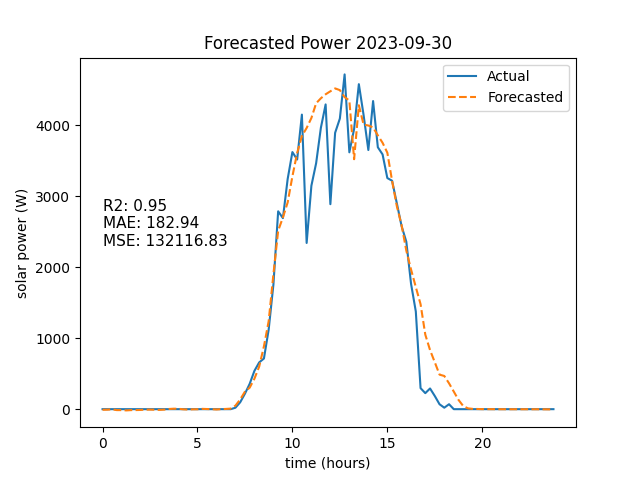 Forecasted Power 2023-09-30
Actual
Forecasted
4000
3000
2000
1000
0
solar power (W)
R2: 0.95
MAE: 182.94
MSE: 132116.83
0 5 10 15 20
time (hours)